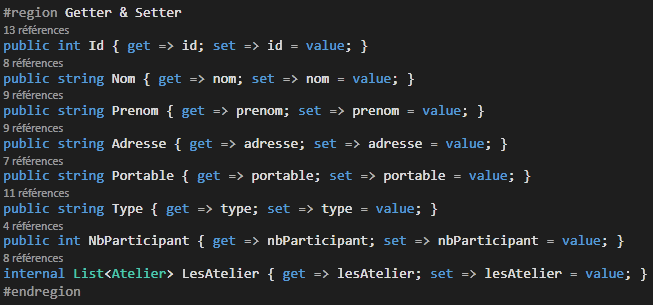 #region Getter & Setter
13 références
public int Id { get => id; set => id = value; }
8 références
public string Nom { get => nom; set => nom = value; }
9 références
public string Prenom { get => prenom; set => prenom = value; }
9 références
public string Adresse { get => adresse; set => adresse = value; }
7 références
public string Portable { get => portable; set => portable = value; }
11 références
public string Type { get => type; set => type = value; }
4 références
public int NbParticipant { get => nbParticipant; set => nbParticipant = value; }
8 références
internal List<Atelier> LesAtelier { get => lesAtelier; set => lesAtelier = value; }
#endregion